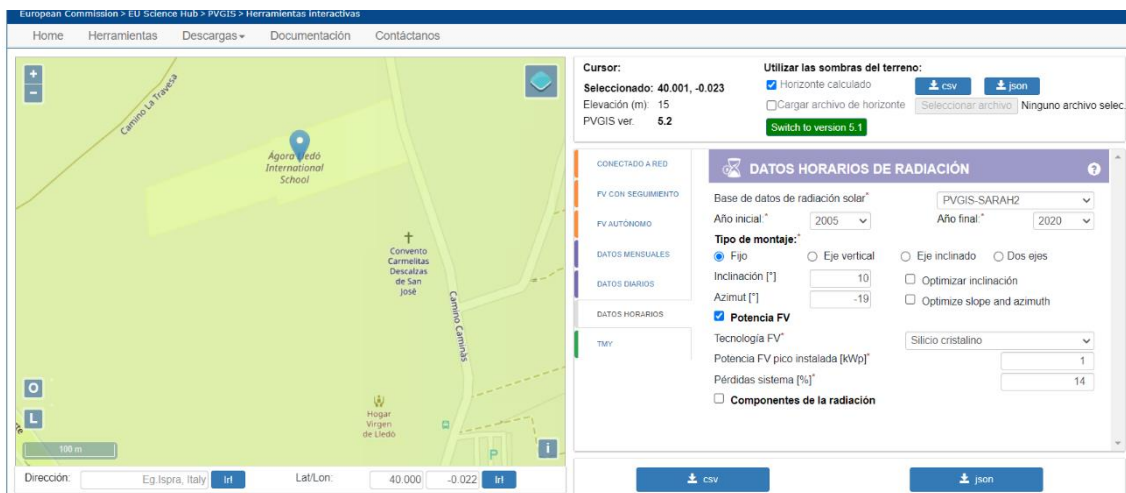 European Commission > EU Science Hub > PVGIS > Herramientas interactivas
Home Herramientas Descargas Documentación Contáctanos
+
-
Camino La Travesa
Ágora Lledó
International
School
Convento
Carmelitas
Descalzas
de San
José
Camino Caminàs
Hogar
Virgen
de Lledó
P
O
L
100 m
i
Dirección: Eg.Ispra, Italy Ir! Lat/Lon: 40.000 -0.022 Ir!
Cursor:
Seleccionado: 40.001, -0.023
Elevación (m): 15
PVGIS ver. 5.2
Utilizar las sombras del terreno:
Horizonte calculado csv json
Cargar archivo de horizonte Seleccionar archivo Ninguno archivo selec.
Switch to version 5.1
CONECTADO A RED
FV CON SEGUIMIENTO
FV AUTÓNOMO
DATOS MENSUALES
DATOS DIARIOS
DATOS HORARIOS
TMY
DATOS HORARIOS DE RADIACIÓN ?
Base de datos de radiación solar* PVGIS-SARAH2
Año inicial:* 2005 Año final:* 2020
Tipo de montaje:*
Fijo Eje vertical Eje inclinado Dos ejes
Inclinación [°] 10 Optimizar inclinación
Azimut [°] -19 Optimize slope and azimuth
Potencia FV
Tecnología FV* Silicio cristalino
Potencia FV pico instalada [kWp]* 1
Pérdidas sistema [%]* 14
Componentes de la radiación
csv json